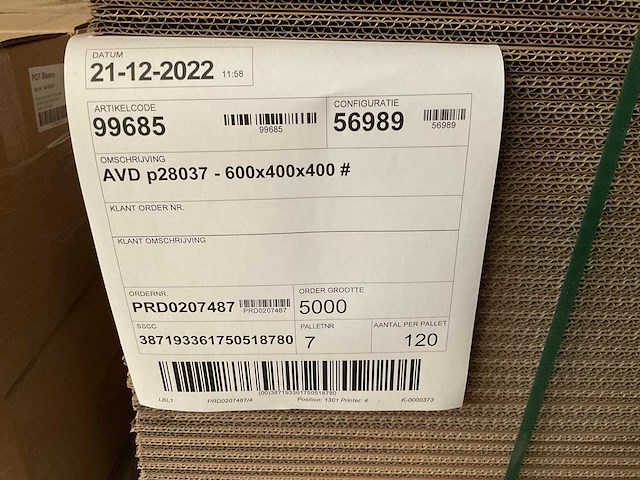 DATUM
21-12-2022 11:58
ARTIKELCODE
99685
99685
CONFIGURATIE
56989
56989
OMSCHRIJVING
AVD p28037 - 600x400x400 #
KLANT ORDER NR.
KLANT OMSCHRIJVING
ORDERNR.
PRD0207487
PRD0207487
ORDER GROOTTE
5000
SSCC
387193361750518780
PALLETNR
7
AANTAL PER PALLET
120
(00)387193361750518780
LBL1 PRD0207487/4 Position: 1301 Printer: 4 K-0000373